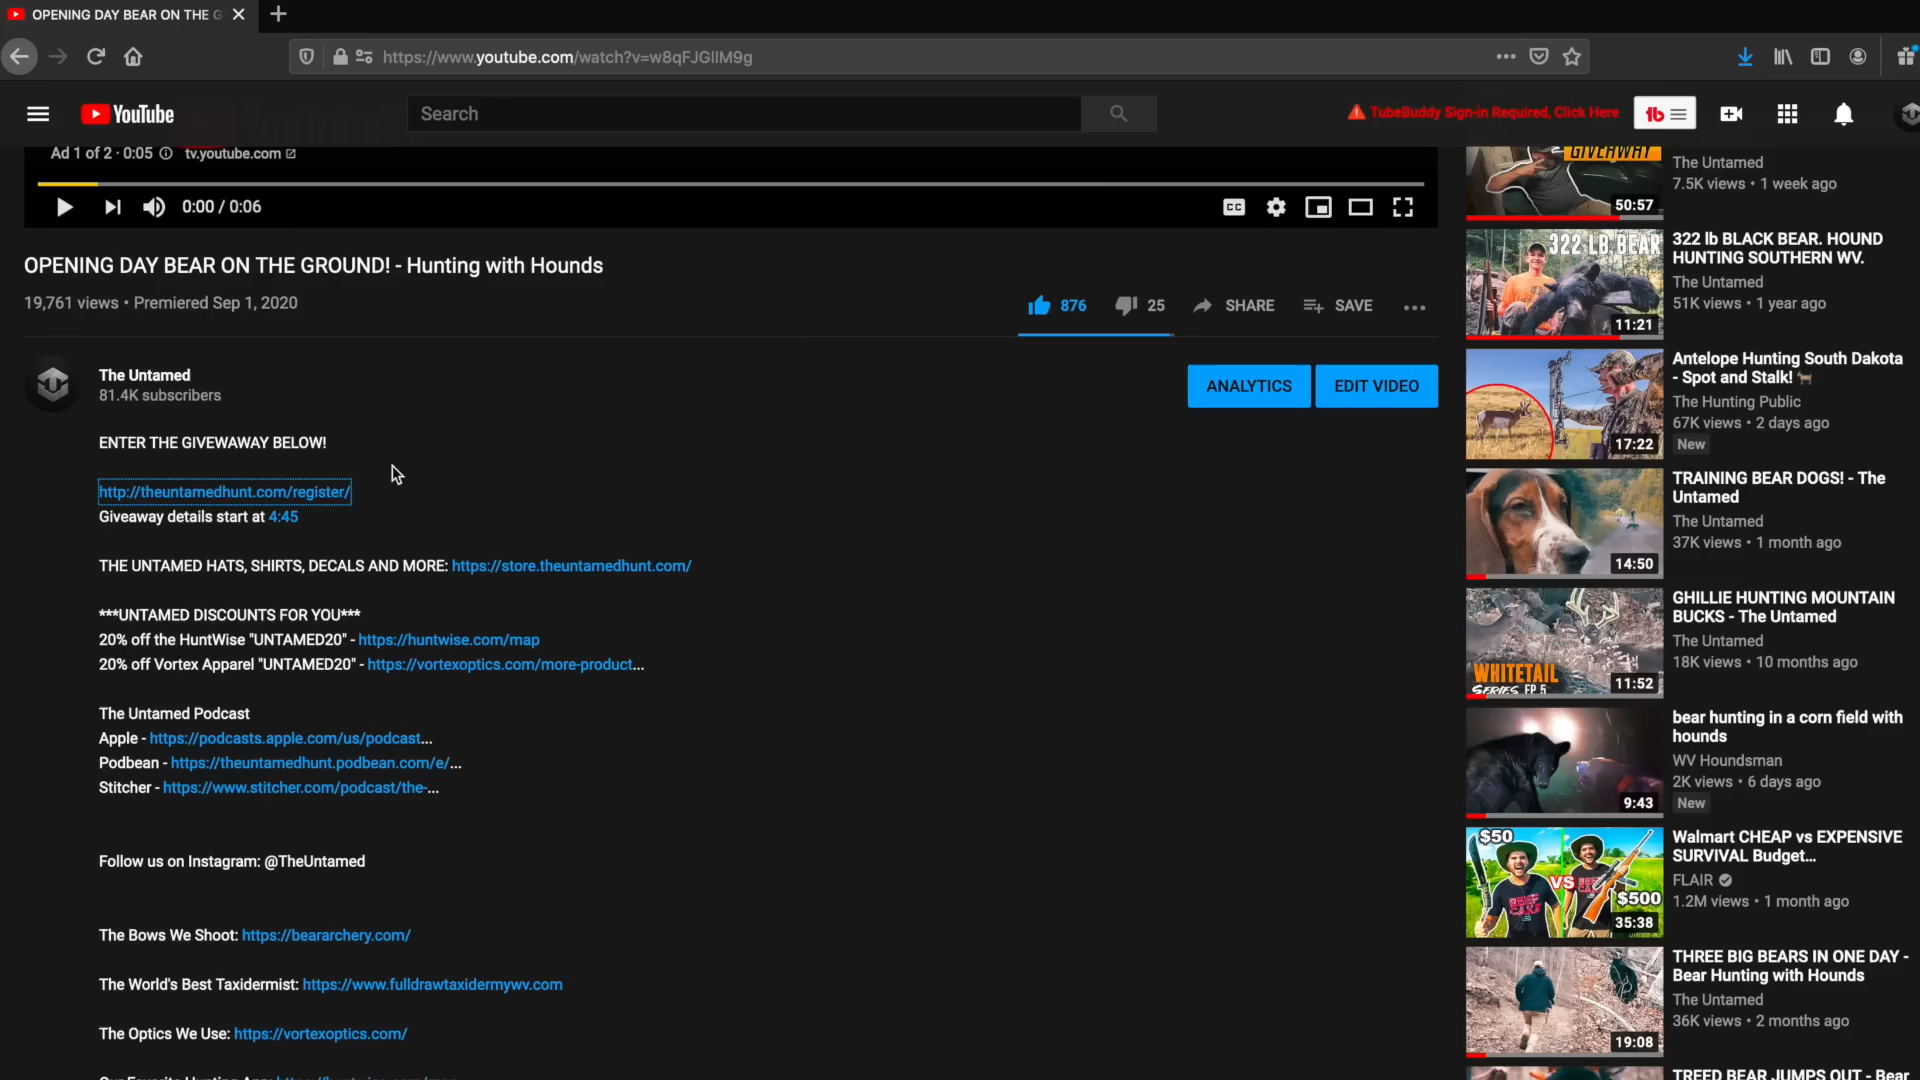 OPENING DAY BEAR ON THE G
https://www.youtube.com/watch?v=w8qFJGIlM9g
YouTube
Search
TubeBuddy Sign-in Required, Click Here
tb
Ad 1 of 2 · 0:05 tv.youtube.com
0:00 / 0:06
CC
OPENING DAY BEAR ON THE GROUND! - Hunting with Hounds
19,761 views • Premiered Sep 1, 2020
876 25 SHARE SAVE
The Untamed
81.4K subscribers
ANALYTICS EDIT VIDEO
ENTER THE GIVEWAWAY BELOW!
http://theuntamedhunt.com/register/
Giveaway details start at 4:45
THE UNTAMED HATS, SHIRTS, DECALS AND MORE: https://store.theuntamedhunt.com/
***UNTAMED DISCOUNTS FOR YOU***
20% off the HuntWise "UNTAMED20" - https://huntwise.com/map
20% off Vortex Apparel "UNTAMED20" - https://vortexoptics.com/more-product...
The Untamed Podcast
Apple - https://podcasts.apple.com/us/podcast...
Podbean - https://theuntamedhunt.podbean.com/e/...
Stitcher - https://www.stitcher.com/podcast/the-...
Follow us on Instagram: @TheUntamed
The Bows We Shoot: https://beararchery.com/
The World's Best Taxidermist: https://www.fulldrawtaxidermywv.com
The Optics We Use: https://vortexoptics.com/
GIVEAWAY
50:57
The Untamed
7.5K views • 1 week ago
322 LB BEAR
11:21
322 lb BLACK BEAR. HOUND
HUNTING SOUTHERN WV.
The Untamed
51K views • 1 year ago
17:22
Antelope Hunting South Dakota
- Spot and Stalk!
The Hunting Public
67K views • 2 days ago
New
14:50
TRAINING BEAR DOGS! - The
Untamed
The Untamed
37K views • 1 month ago
WHITETAIL
SERIES EP 5
11:52
GHILLIE HUNTING MOUNTAIN
BUCKS - The Untamed
The Untamed
18K views • 10 months ago
9:43
bear hunting in a corn field with
hounds
WV Houndsman
2K views • 6 days ago
New
$50
VS
$500
35:38
Walmart CHEAP vs EXPENSIVE
SURVIVAL Budget...
FLAIR
1.2M views • 1 month ago
19:08
THREE BIG BEARS IN ONE DAY -
Bear Hunting with Hounds
The Untamed
36K views • 2 months ago
TREED BEAR JUMPS OUT - Bear